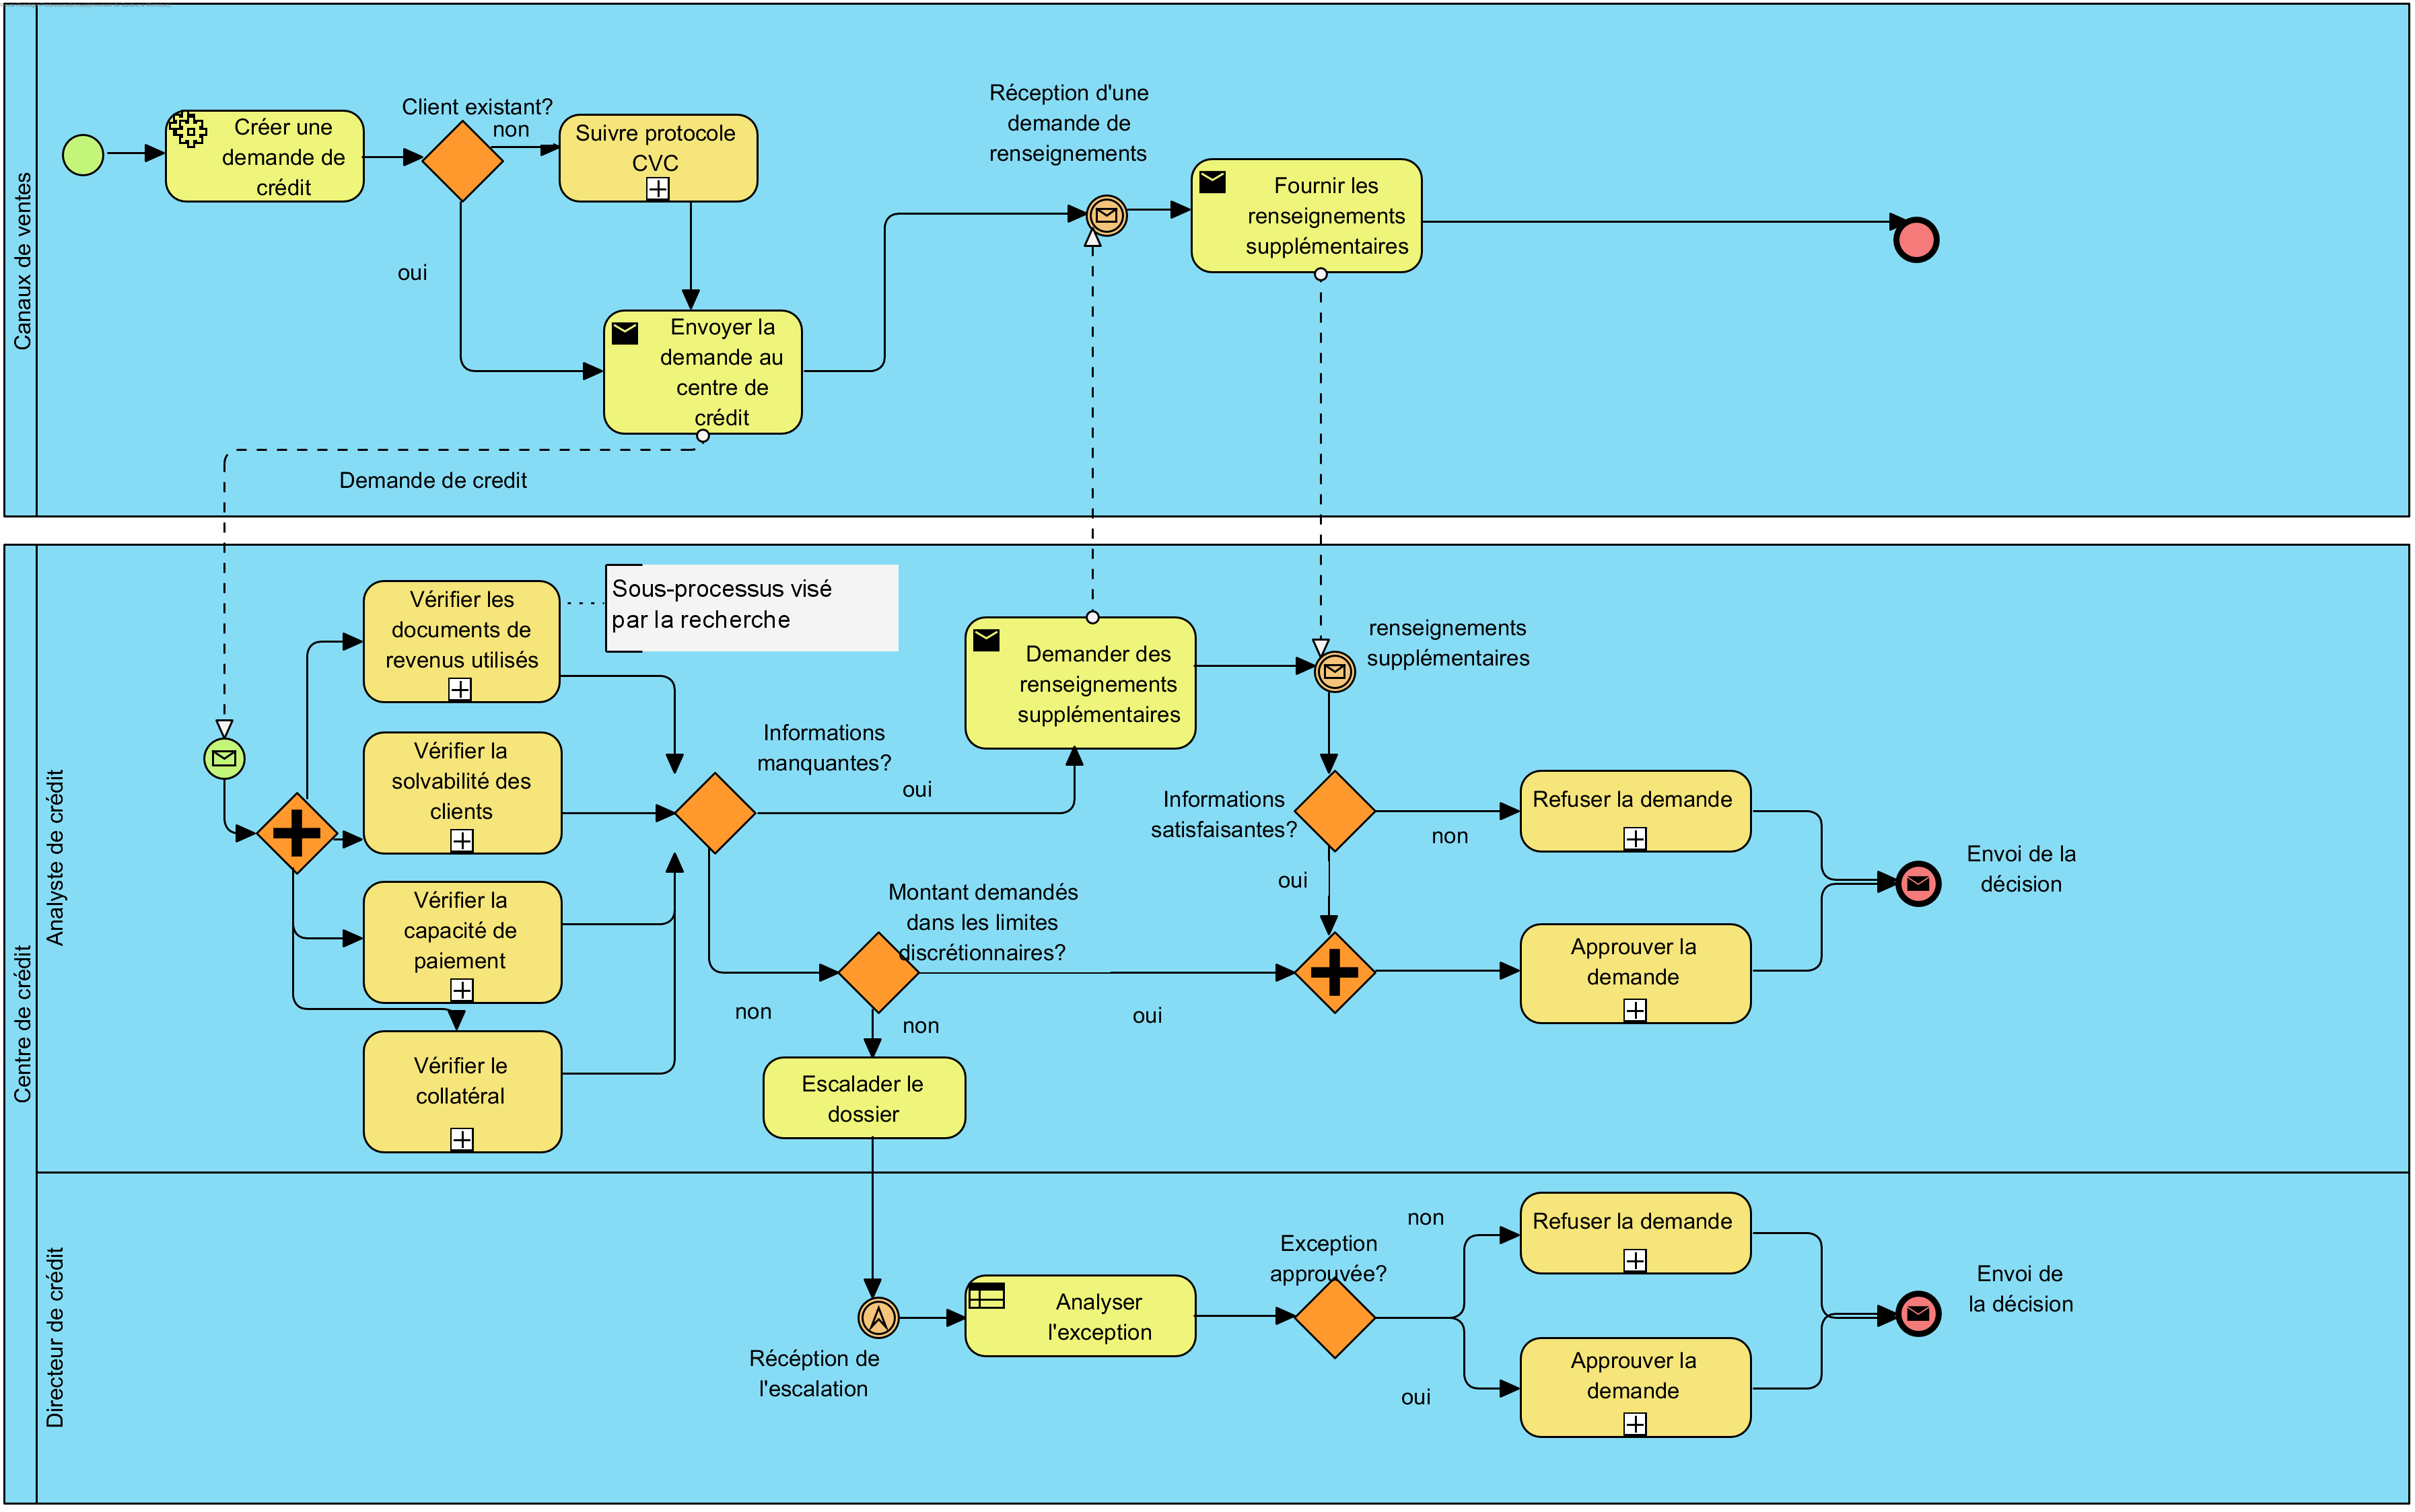 Canaux de ventes
Créer une
demande de
crédit
Client existant?
non
oui
Suivre protocole
CVC
Envoyer la
demande au
centre de
crédit
Demande de credit
Réception d'une
demande de
renseignements
Fournir les
renseignements
supplémentaires
Centre de crédit
Analyste de crédit
Vérifier les
documents de
revenus utilisés
Sous-processus visé
par la recherche
Vérifier la
solvabilité des
clients
Vérifier la
capacité de
paiement
Vérifier le
collatéral
Informations
manquantes?
oui
non
Demander des
renseignements
supplémentaires
renseignements
supplémentaires
Informations
satisfaisantes?
non
oui
Montant demandés
dans les limites
discrétionnaires?
non
oui
Escalader le
dossier
Refuser la demande
Approuver la
demande
Envoi de la
décision
Directeur de crédit
Récéption de
l'escalation
Analyser
l'exception
Exception
approuvée?
non
oui
Refuser la demande
Approuver la
demande
Envoi de
la décision